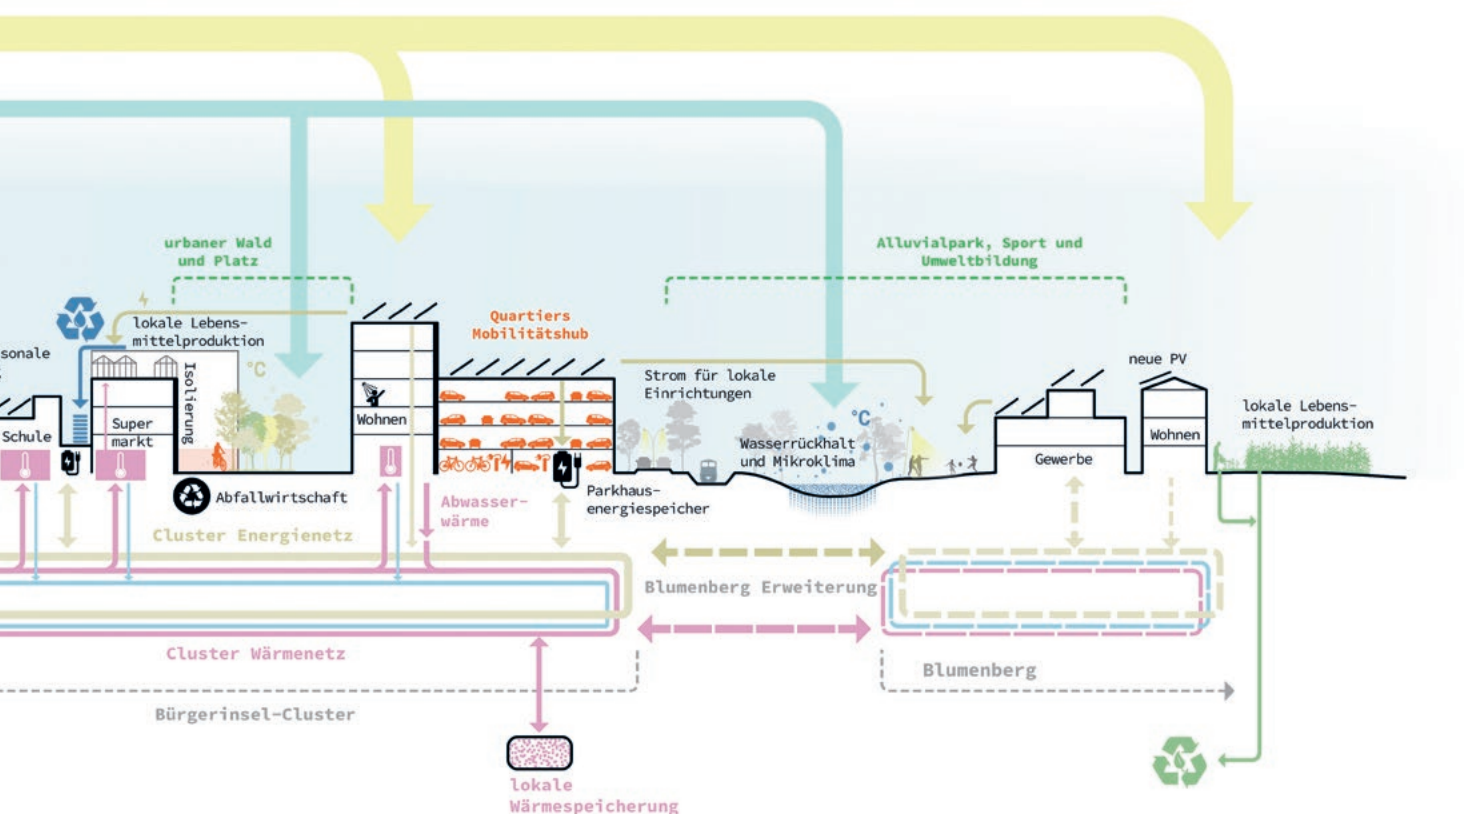 urbaner Wald
und Platz
Alluvialpark, Sport und
Umweltbildung
lokale Lebens-
mittelproduktion
Quartiers
Mobilitätshub
sonale
Isolierung
°C
Strom für lokale
Einrichtungen
neue PV
lokale Lebens-
mittelproduktion
Schule
Super
markt
Wohnen
°C
Wasserrückhalt
und Mikroklima
Gewerbe
Wohnen
Abfallwirtschaft
Abwasser-
wärme
Parkhaus-
energiespeicher
Cluster Energienetz
Blumenberg Erweiterung
Cluster Wärmenetz
Blumenberg
Bürgerinsel-Cluster
lokale
Wärmespeicherung